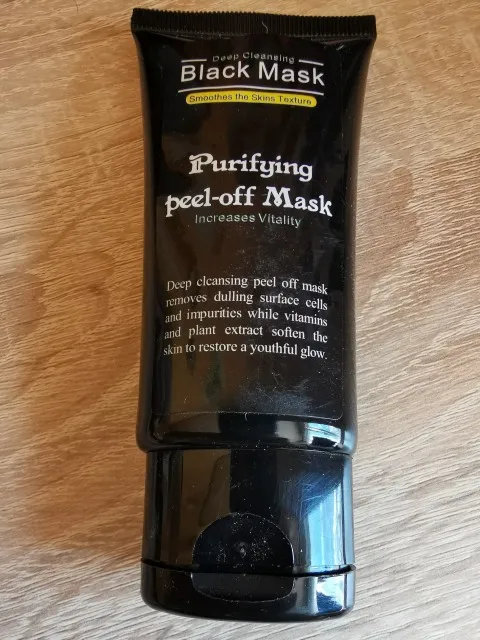 Deep Cleansing
Black Mask
Smoothes the Skins Texture
Purifying
peel-off Mask
Increases Vitality
Deep cleansing peel off mask
removes dulling surface cells
and impurities while vitamins
and plant extract soften the
skin to restore a youthful glow.